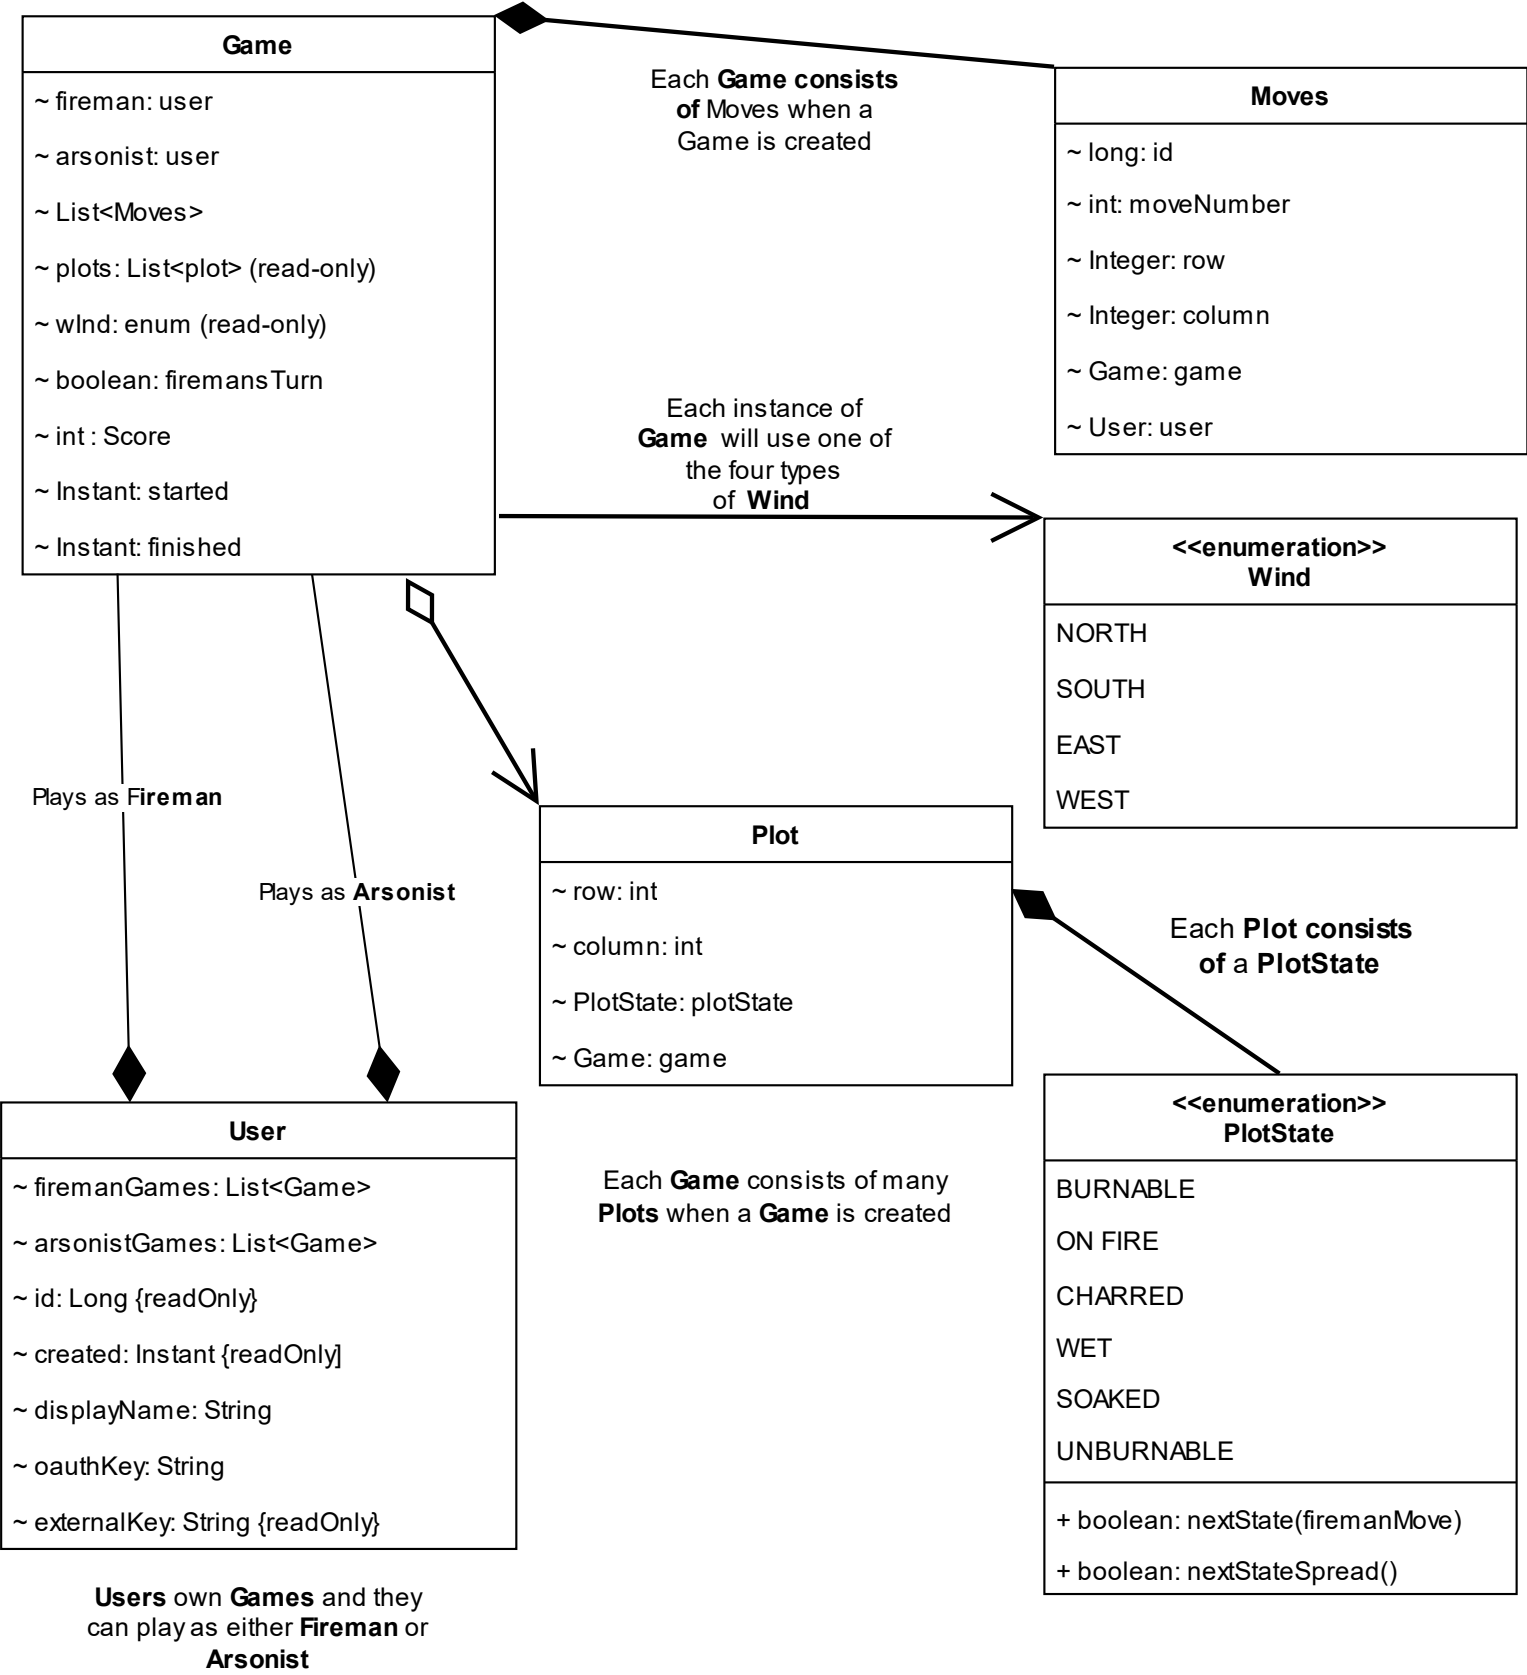 Game
~ fireman: user
~ arsonist: user
~ List<Moves>
~ plots: List<plot> (read-only)
~ wInd: enum (read-only)
~ boolean: firemansTurn
~ int : Score
~ Instant: started
~ Instant: finished
Each Game consists
of Moves when a
Game is created
Moves
~ long: id
~ int: moveNumber
~ Integer: row
~ Integer: column
~ Game: game
~ User: user
Each instance of
Game will use one of
the four types
of Wind
<<enumeration>>
Wind
NORTH
SOUTH
EAST
WEST
Plays as Fireman
Plays as Arsonist
Plot
~ row: int
~ column: int
~ PlotState: plotState
~ Game: game
Each Plot consists
of a PlotState
Each Game consists of many
Plots when a Game is created
<<enumeration>>
PlotState
BURNABLE
ON FIRE
CHARRED
WET
SOAKED
UNBURNABLE
+ boolean: nextState(firemanMove)
+ boolean: nextStateSpread()
User
~ firemanGames: List<Game>
~ arsonistGames: List<Game>
~ id: Long {readOnly}
~ created: Instant {readOnly]
~ displayName: String
~ oauthKey: String
~ externalKey: String {readOnly}
Users own Games and they
can play as either Fireman or
Arsonist